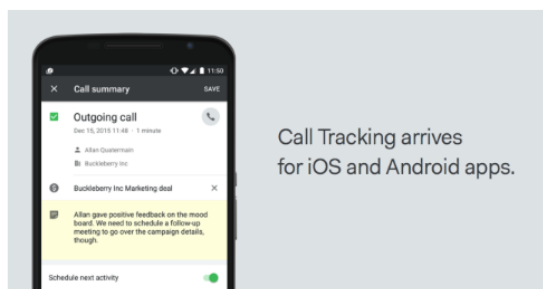 11:50
Call summary
SAVE
Outgoing call
Dec 15, 2015 11:48 · 1 minute
Allan Quatermain
Buckleberry Inc
Buckleberry Inc Marketing deal
Allan gave positive feedback on the mood
board. We need to schedule a follow-up
meeting to go over the campaign details,
though.
Schedule next activity
Call Tracking arrives
for iOS and Android apps.